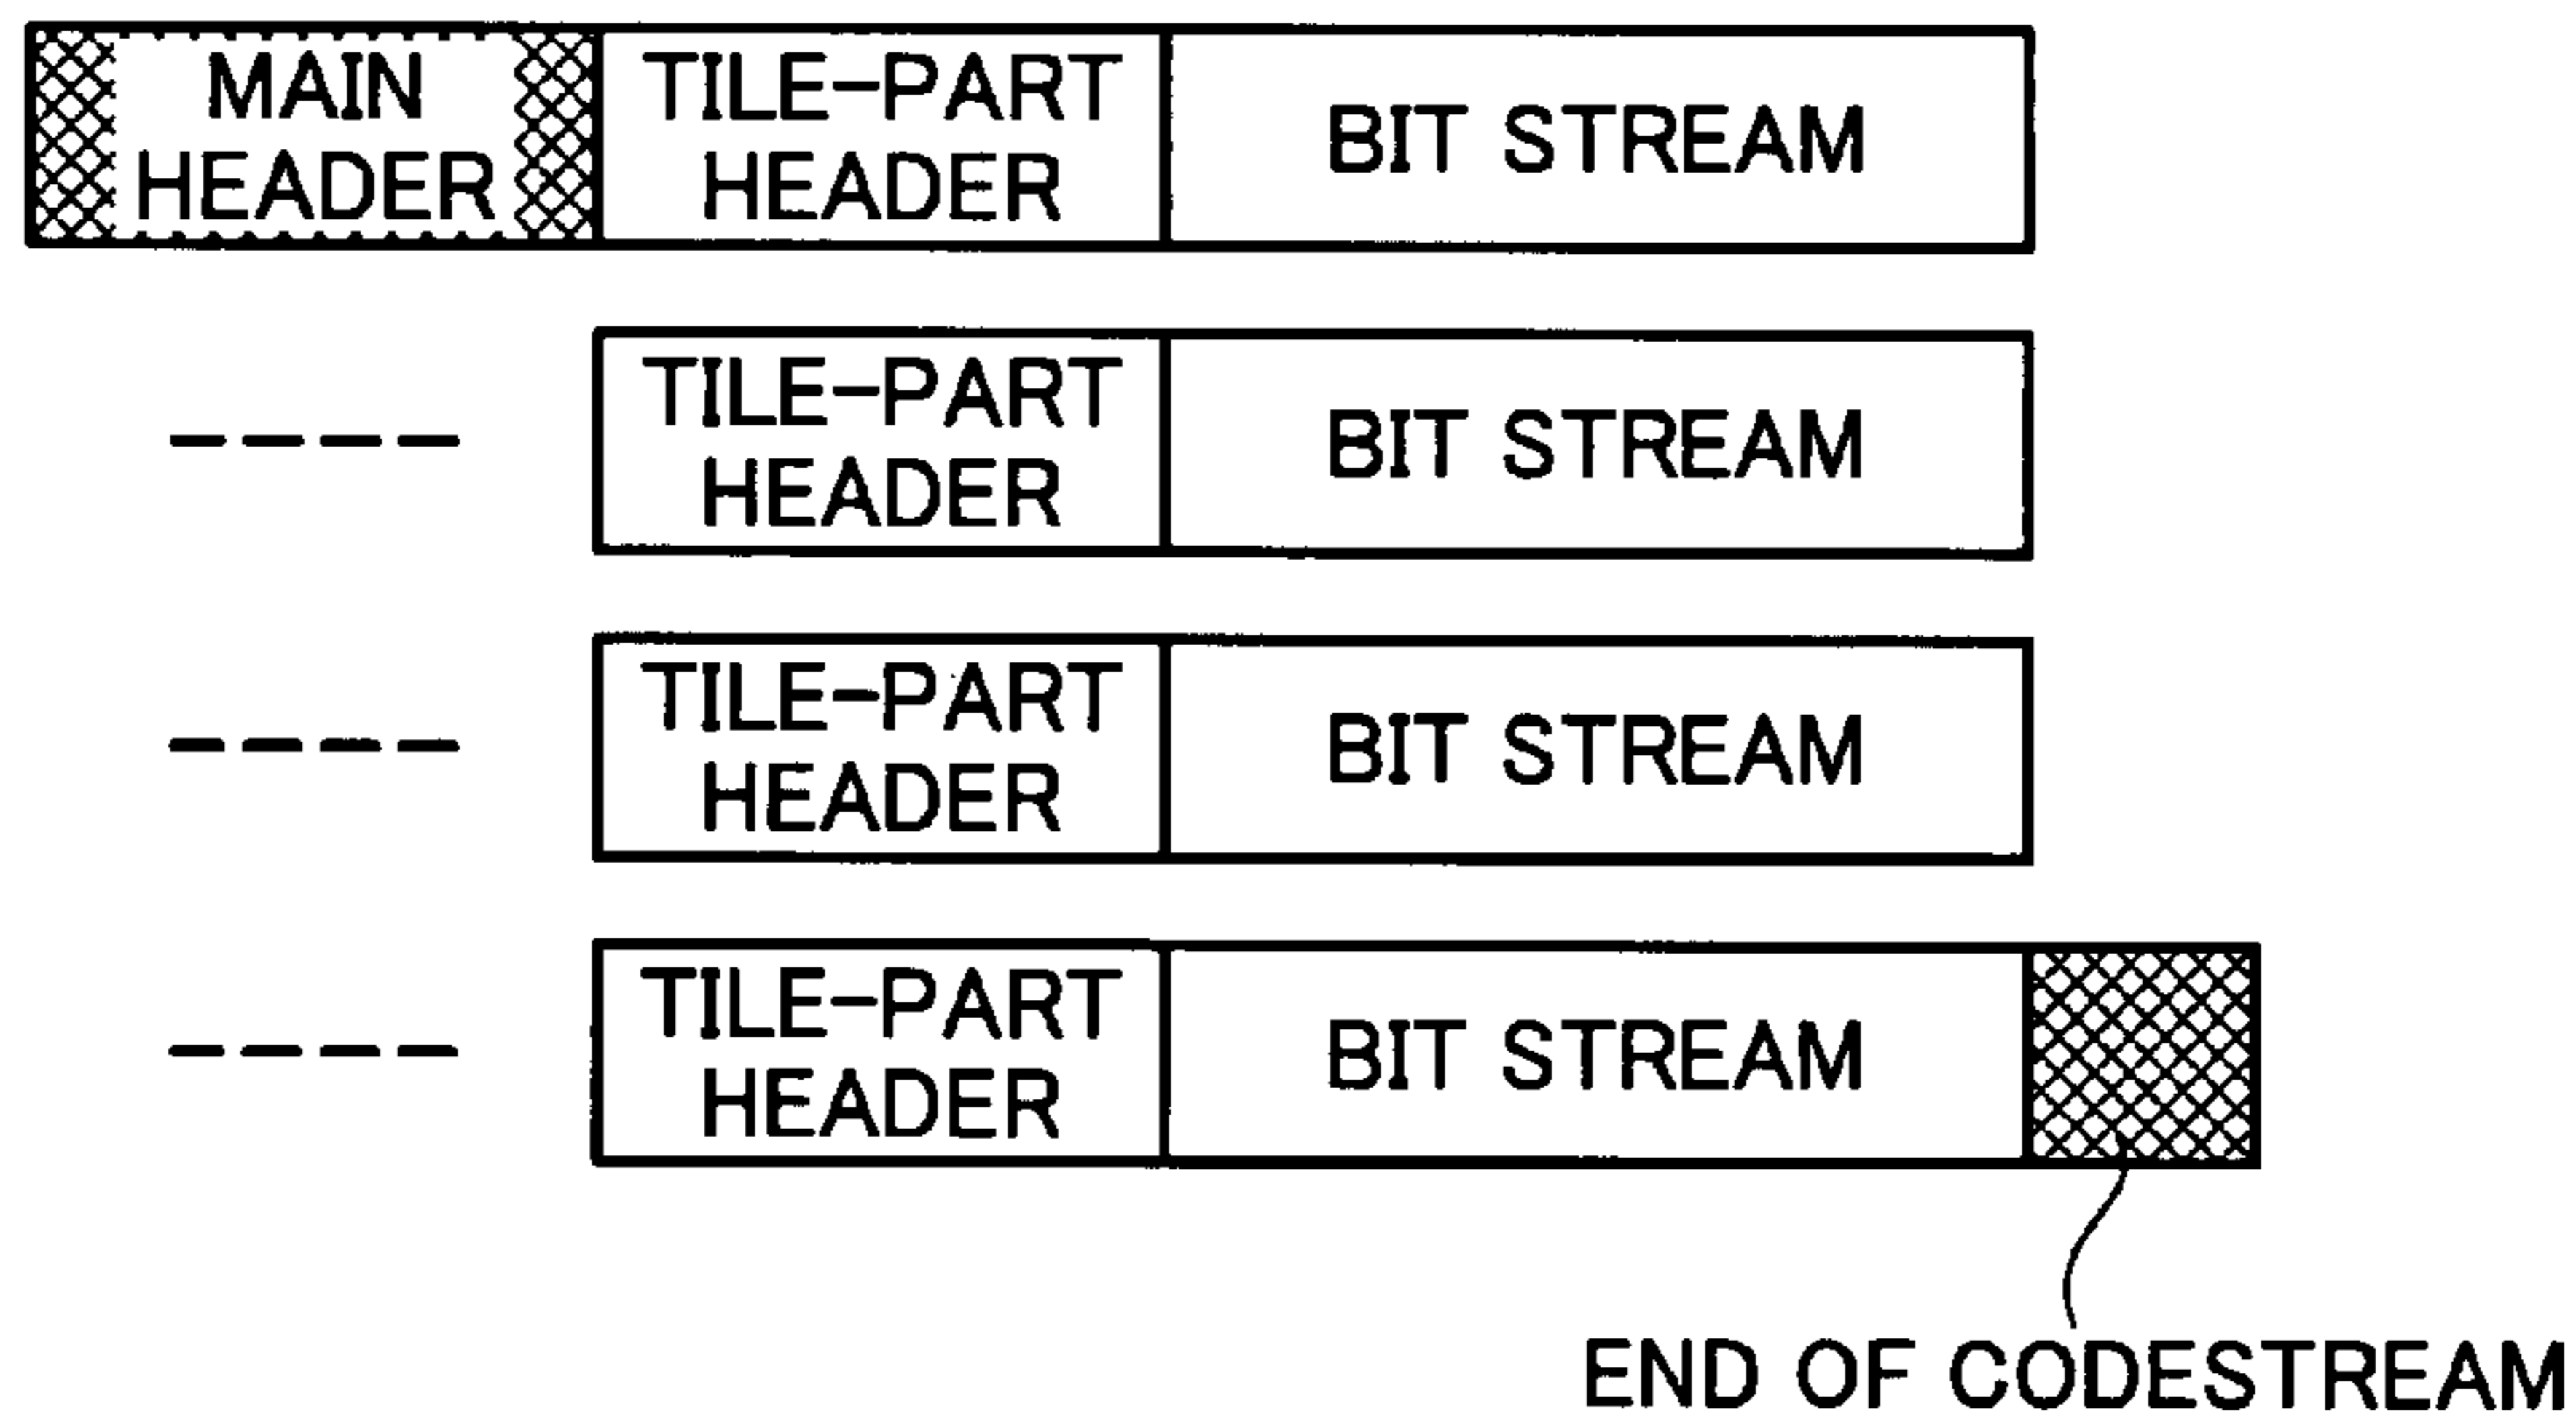 MAIN
HEADER
TILE-PART
HEADER
BIT STREAM
TILE-PART
HEADER
BIT STREAM
TILE-PART
HEADER
BIT STREAM
TILE-PART
HEADER
BIT STREAM
END OF CODESTREAM